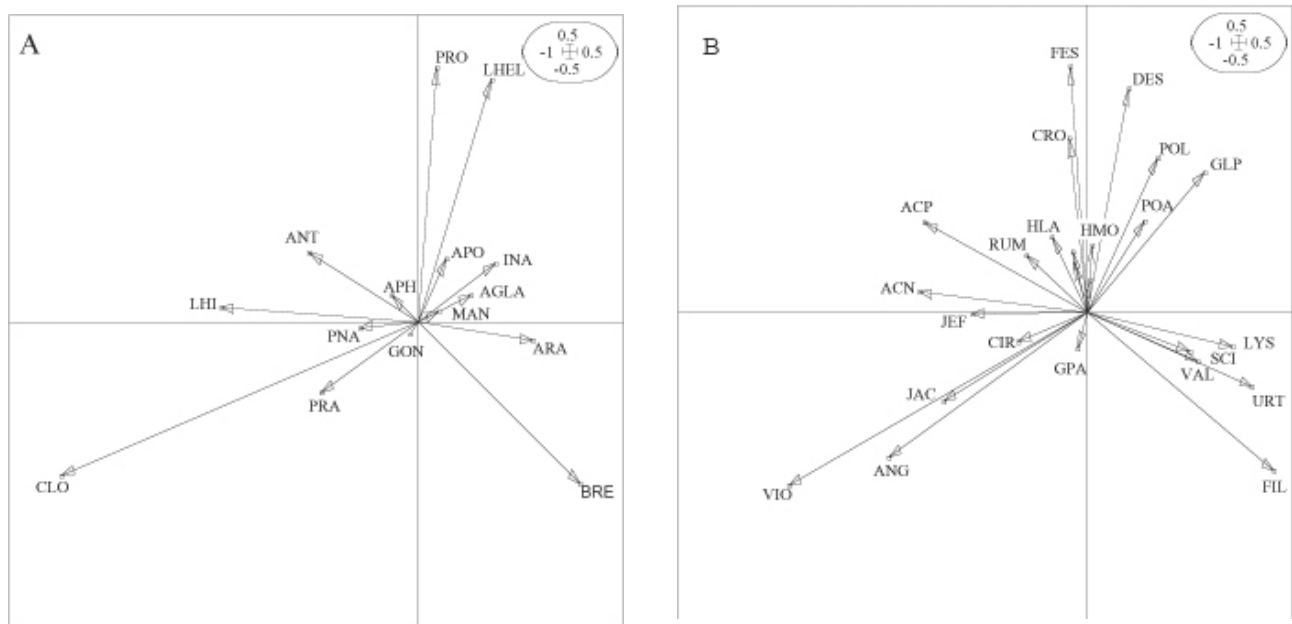 A
0.5
-1 0.5
-0.5
PRO
LHEL
ANT
APO
INA
APH
AGLA
LHI
MAN
PNA
GON
ARA
PRA
CLO
BRE
B
0.5
-1 0.5
-0.5
FES
DES
CRO
POL
GLP
ACP
HLA
HMO
POA
RUM
ACN
JEF
CIR
GPA
LYS
SCI
VAL
JAC
URT
ANG
VIO
FIL